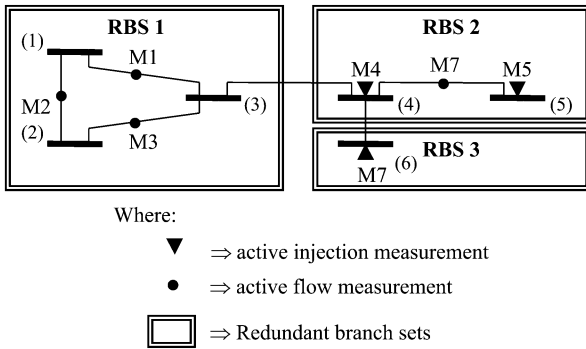 RBS 1
RBS 2
(1)
M1
M4
M7
M5
M2
(3)
(4)
(5)
(2)
M3
RBS 3
(6)
M7
Where:
⇒ active injection measurement
⇒ active flow measurement
⇒ Redundant branch sets